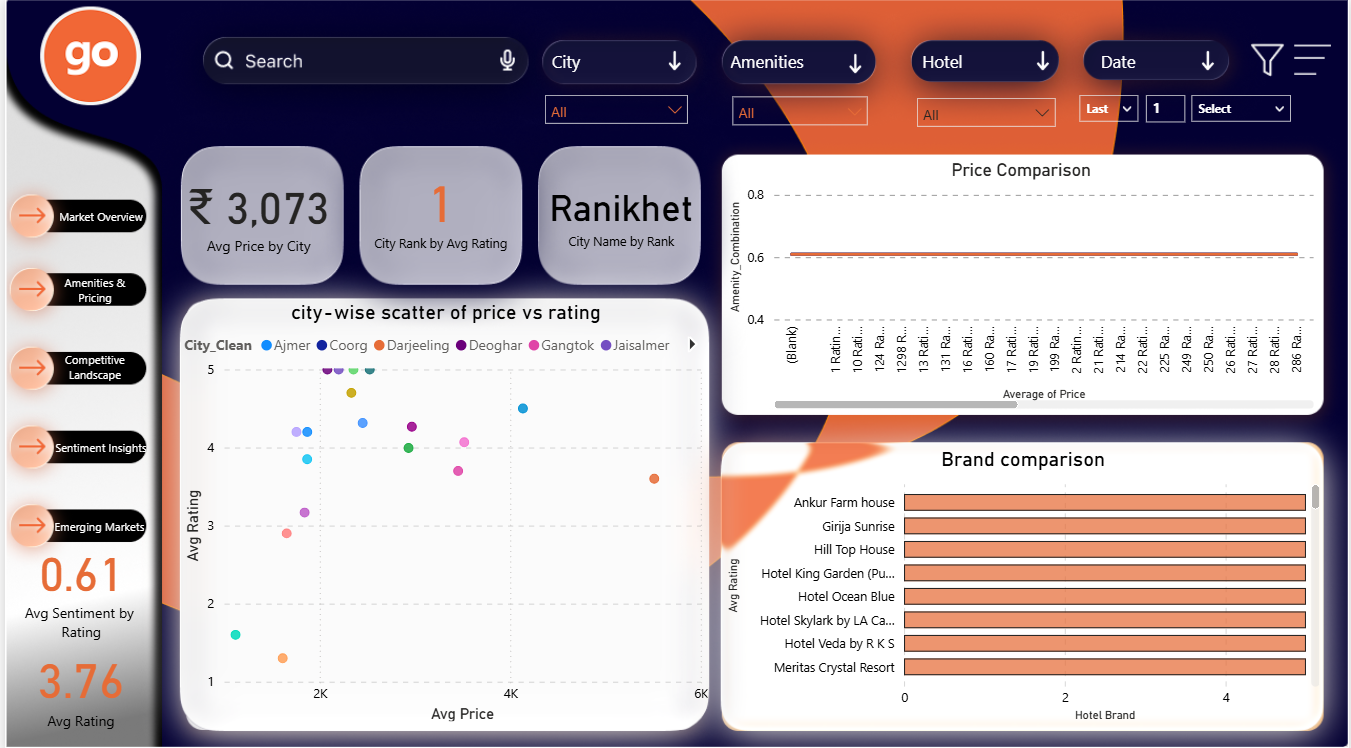 go
Search
City
Amenities
Hotel
Date
All
All
All
Last
1
Select
Market Overview
Amenities &
Pricing
Competitive
Landscape
Sentiment Insights
Emerging Markets
0.61
Avg Sentiment by
Rating
3.76
Avg Rating
₹ 3,073
Avg Price by City
1
City Rank by Avg Rating
Ranikhet
City Name by Rank
city-wise scatter of price vs rating
City_Clean Ajmer Coorg Darjeeling Deoghar Gangtok Jaisalmer
Avg Rating
5
4
3
2
1
2K 4K 6K
Avg Price
Price Comparison
Amenity_Combination
0.8
0.6
0.4
(Blank)
1 Ratin...
10 Rati...
124 Ra...
1298 R...
13 Rati...
131 Ra...
16 Rati...
160 Ra...
17 Rati...
19 Rati...
199 Ra...
2 Ratin...
21 Rati...
214 Ra...
22 Rati...
225 Ra...
249 Ra...
250 Ra...
26 Rati...
27 Rati...
28 Rati...
286 Ra...
Average of Price
Brand comparison
Avg Rating
Ankur Farm house
Girija Sunrise
Hill Top House
Hotel King Garden (Pu...
Hotel Ocean Blue
Hotel Skylark by LA Ca...
Hotel Veda by R K S
Meritas Crystal Resort
0 2 4
Hotel Brand